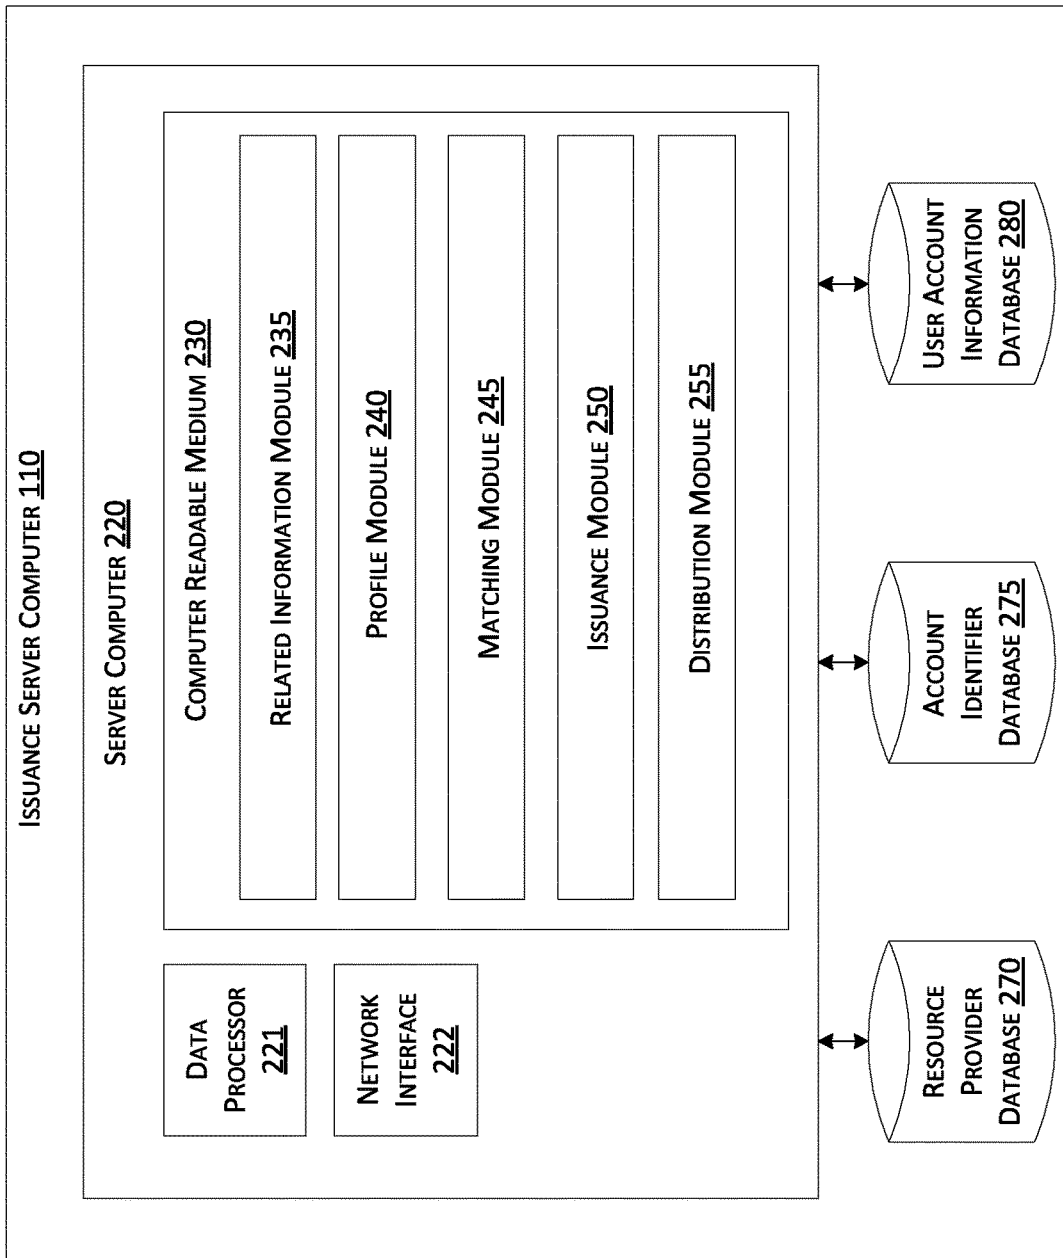 ISSUANCE SERVER COMPUTER 110
SERVER COMPUTER 220
DATA
PROCESSOR
221
NETWORK
INTERFACE
222
COMPUTER READABLE MEDIUM 230
RELATED INFORMATION MODULE 235
PROFILE MODULE 240
MATCHING MODULE 245
ISSUANCE MODULE 250
DISTRIBUTION MODULE 255
RESOURCE
PROVIDER
DATABASE 270
ACCOUNT
IDENTIFIER
DATABASE 275
USER ACCOUNT
INFORMATION
DATABASE 280